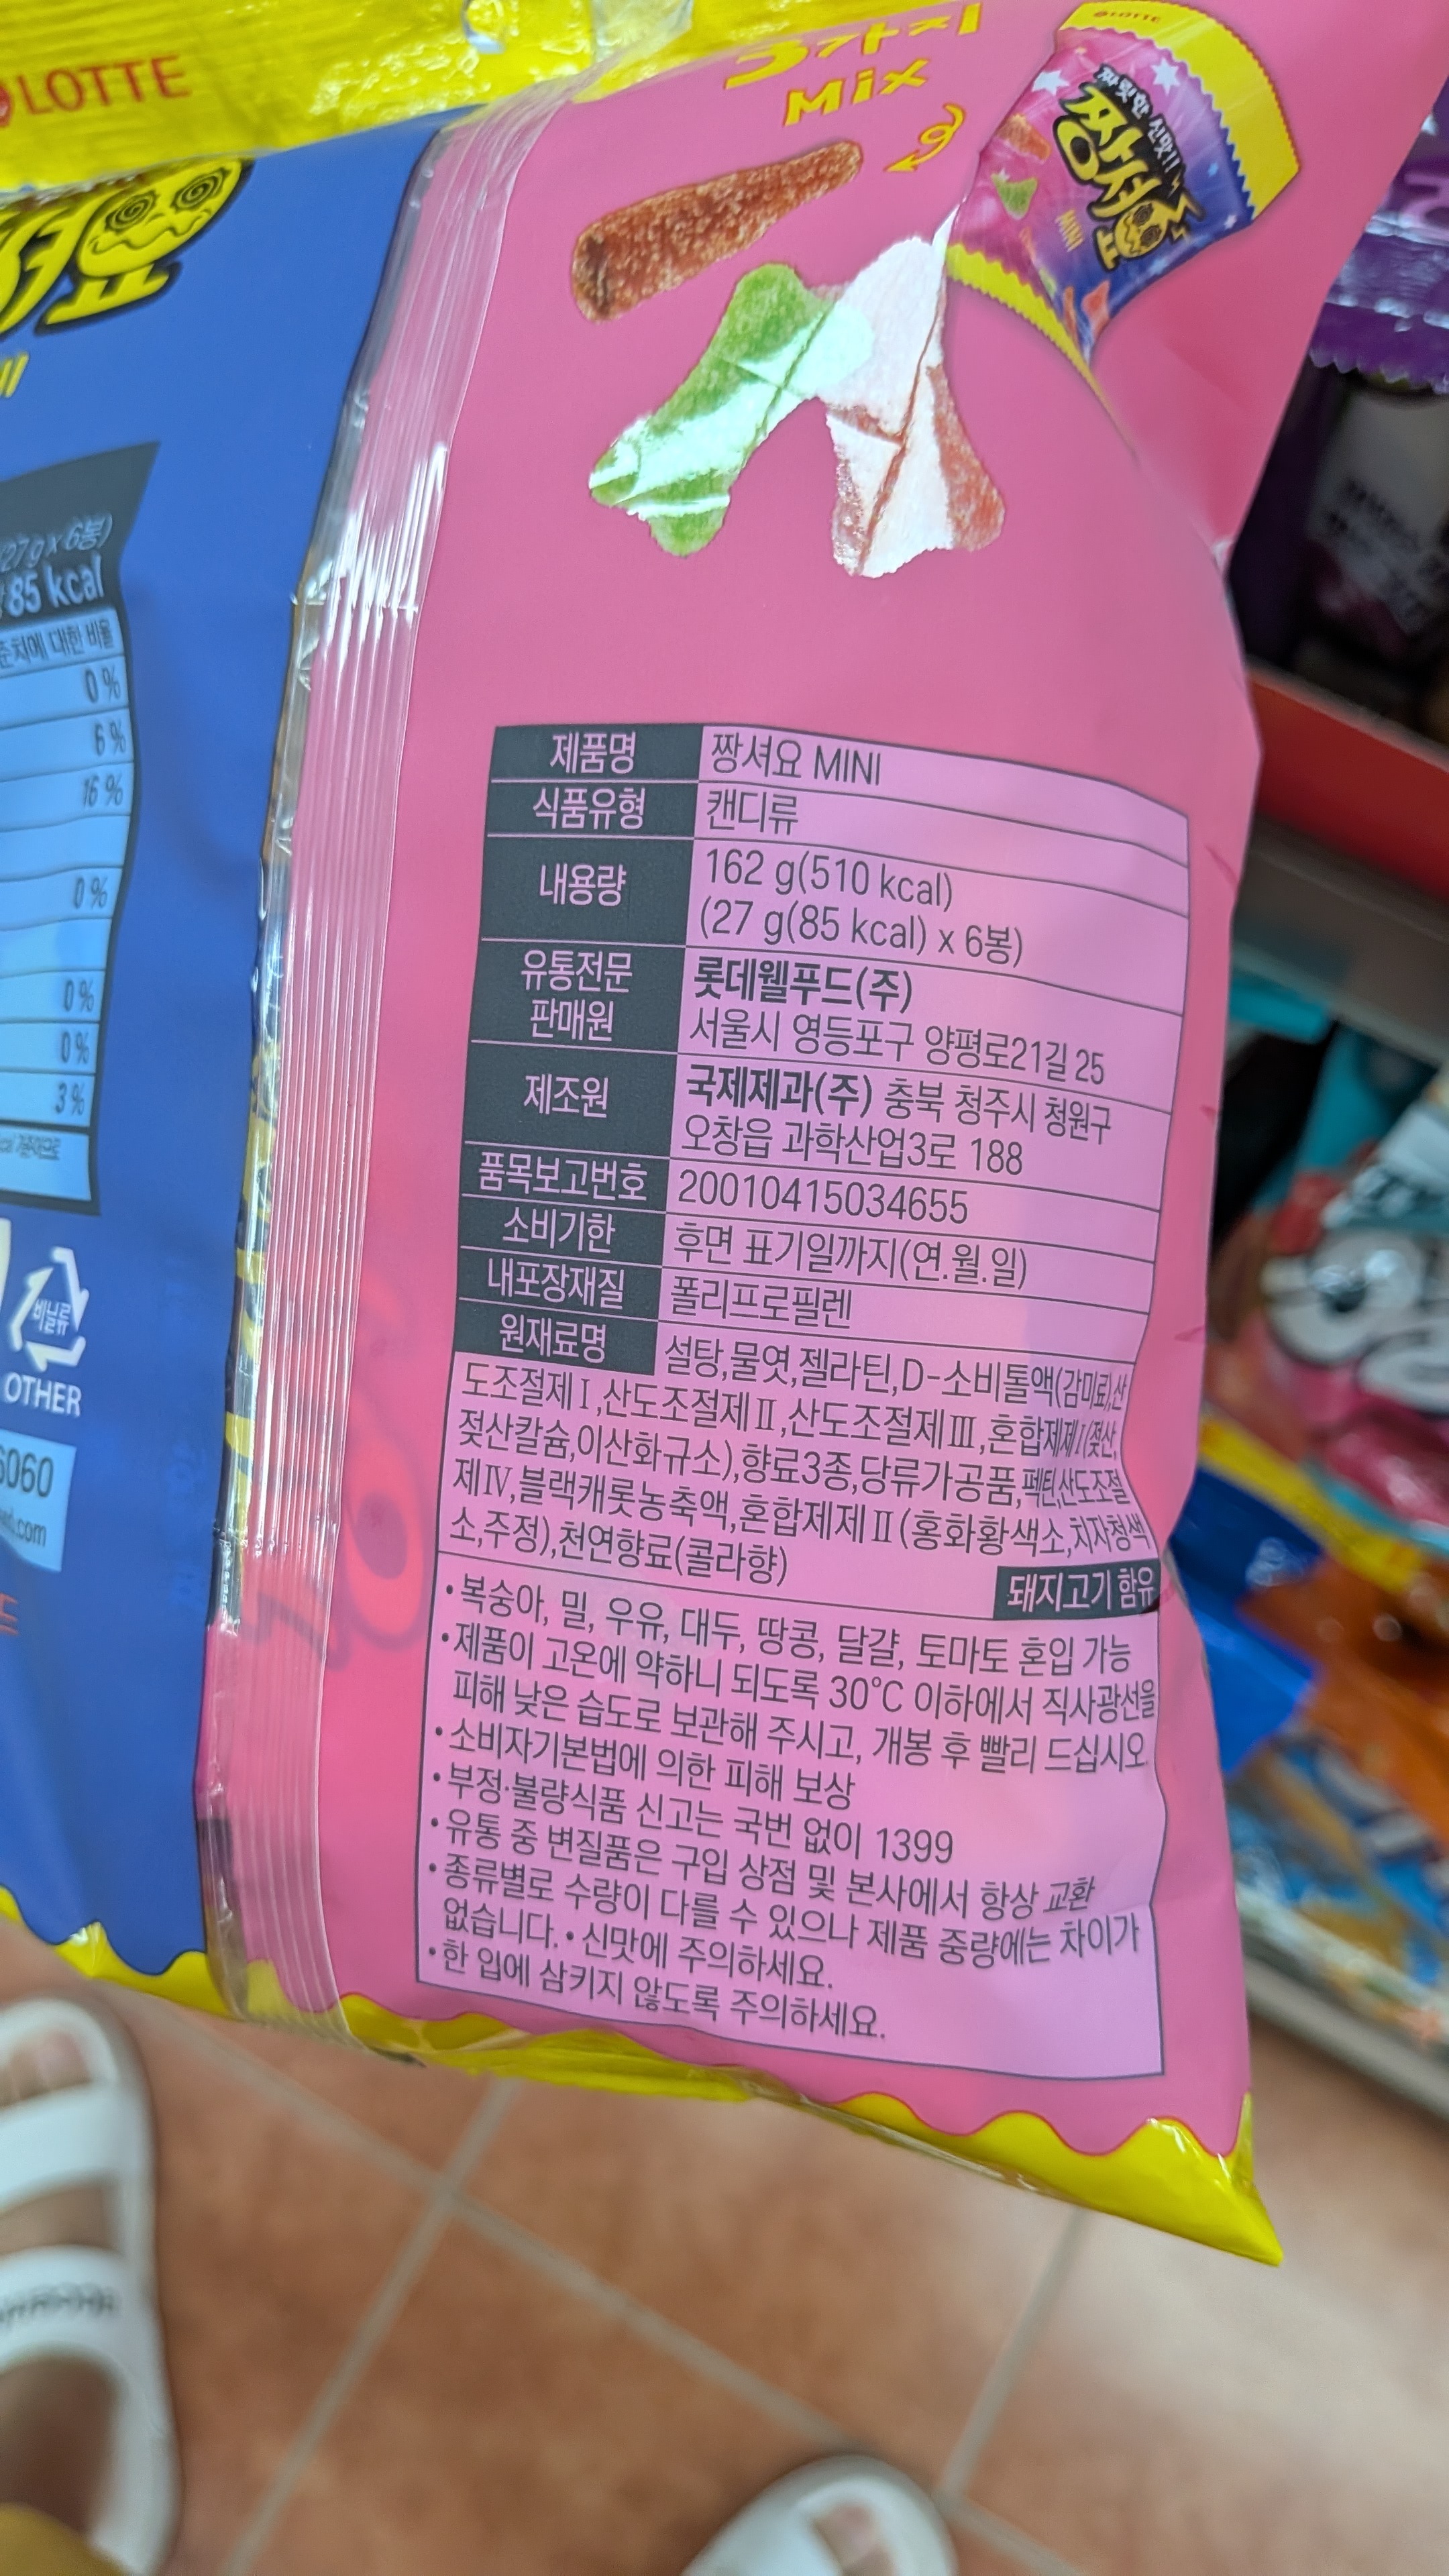 LOTTE
3가지
Mix
LOTTE
짜릿한 신맛!!
짱셔요
MINI
셔요
(27 g x 6봉)
85 kcal
대한 비율
0 %
6 %
16 %
0 %
0 %
0 %
3 %
비닐류
OTHER
6060
.com
제품명 짱셔요 MINI
식품유형 캔디류
내용량 162 g(510 kcal)
(27 g(85 kcal) x 6봉)
유통전문
판매원
롯데웰푸드(주)
서울시 영등포구 양평로21길 25
제조원 국제제과(주) 충북 청주시 청원구
오창읍 과학산업3로 188
품목보고번호 20010415034655
소비기한 후면 표기일까지(연.월.일)
내포장재질 폴리프로필렌
원재료명 설탕,물엿,젤라틴,D-소비톨액(감미료),산
도조절제Ⅰ,산도조절제Ⅱ,산도조절제Ⅲ,혼합제제Ⅰ(젖산,
젖산칼슘,이산화규소),향료3종,당류가공품,펙틴,산도조절
제Ⅳ,블랙캐롯농축액,혼합제제Ⅱ(홍화황색소,치자청색
소,주정),천연향료(콜라향)
돼지고기 함유
•복숭아, 밀, 우유, 대두, 땅콩, 달걀, 토마토 혼입 가능
•제품이 고온에 약하니 되도록 30°C 이하에서 직사광선을
피해 낮은 습도로 보관해 주시고, 개봉 후 빨리 드십시오.
•소비자기본법에 의한 피해 보상
•부정·불량식품 신고는 국번 없이 1399
•유통 중 변질품은 구입 상점 및 본사에서 항상 교환
•종류별로 수량이 다를 수 있으나 제품 중량에는 차이가
없습니다. •신맛에 주의하세요.
•한 입에 삼키지 않도록 주의하세요.